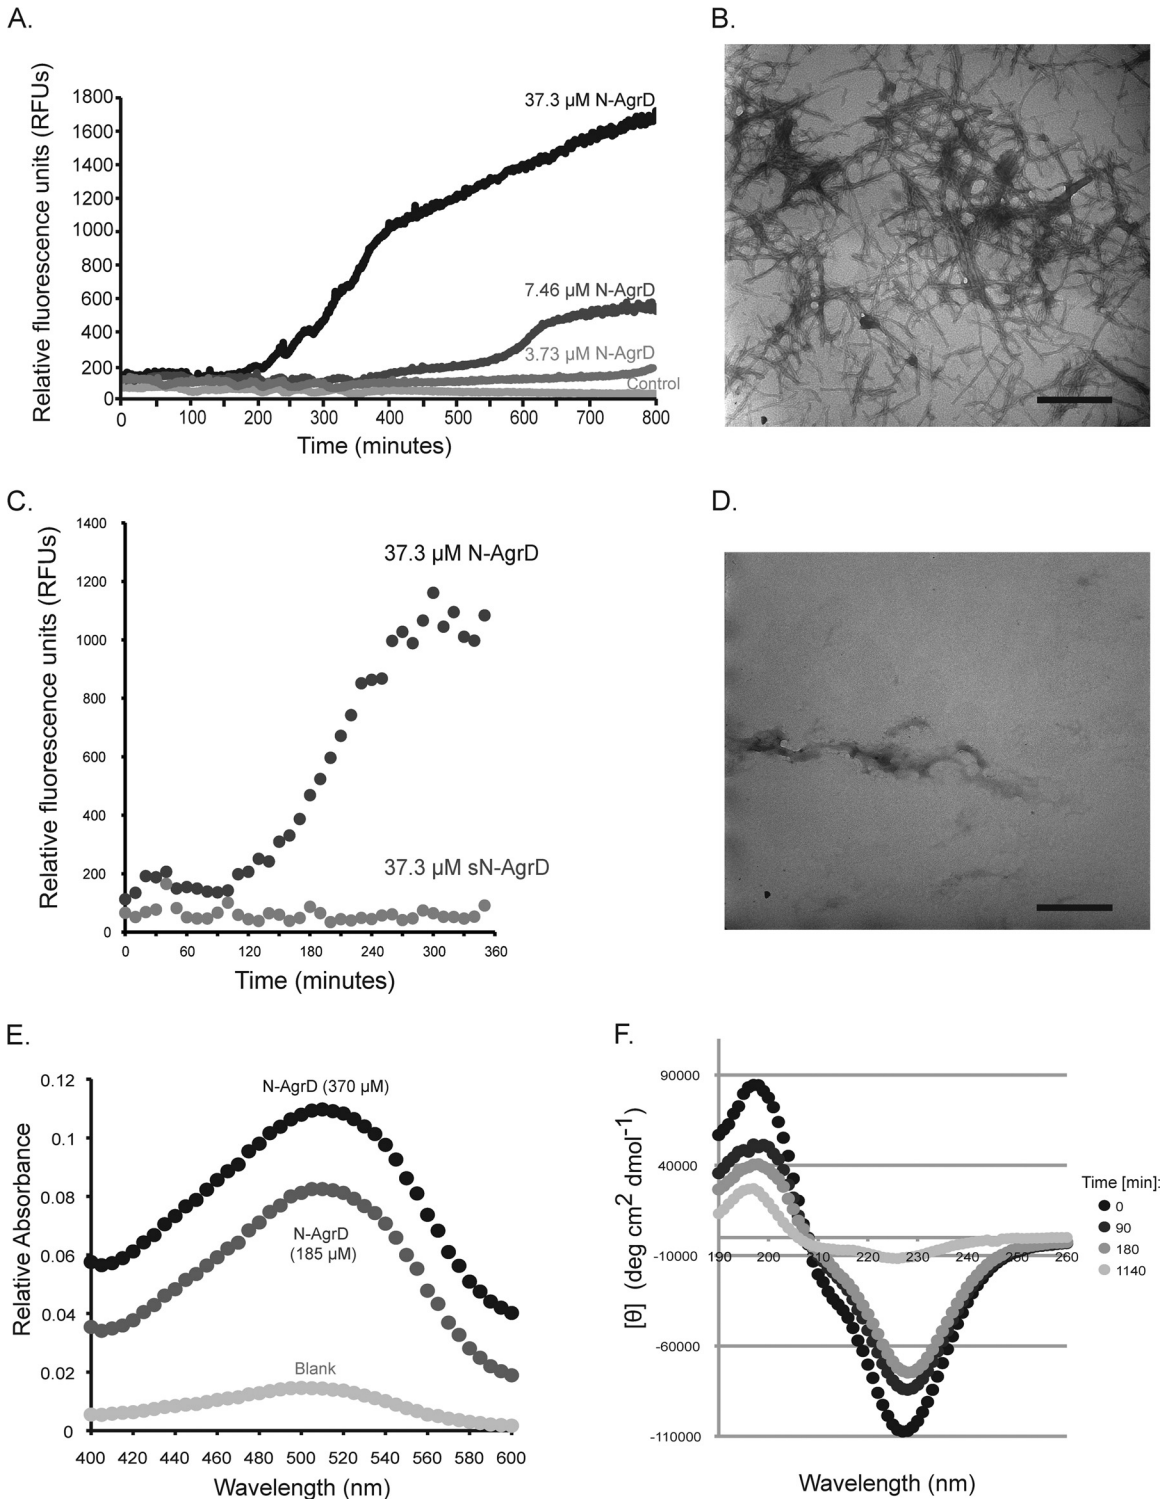 A.
Relative fluorescence units (RFUs)
1800
1600
1400
1200
1000
800
600
400
200
0
37.3 µM N-AgrD
7.46 µM N-AgrD
3.73 µM N-AgrD
Control
0 100 200 300 400 500 600 700 800
Time (minutes)
B.
C.
Relative fluorescence units (RFUs)
1400
1200
1000
800
600
400
200
0
37.3 µM N-AgrD
37.3 µM sN-AgrD
0 60 120 180 240 300 360
Time (minutes)
D.
E.
Relative Absorbance
0.12
0.1
0.08
0.06
0.04
0.02
0
N-AgrD (370 µM)
N-AgrD
(185 µM)
Blank
400 420 440 460 480 500 520 540 560 580 600
Wavelength (nm)
F.
[θ] (deg cm2 dmol-1)
90000
40000
-10000
-60000
-110000
190 200 210 220 230 240 250 260
Time [min]:
0
90
180
1140
Wavelength (nm)